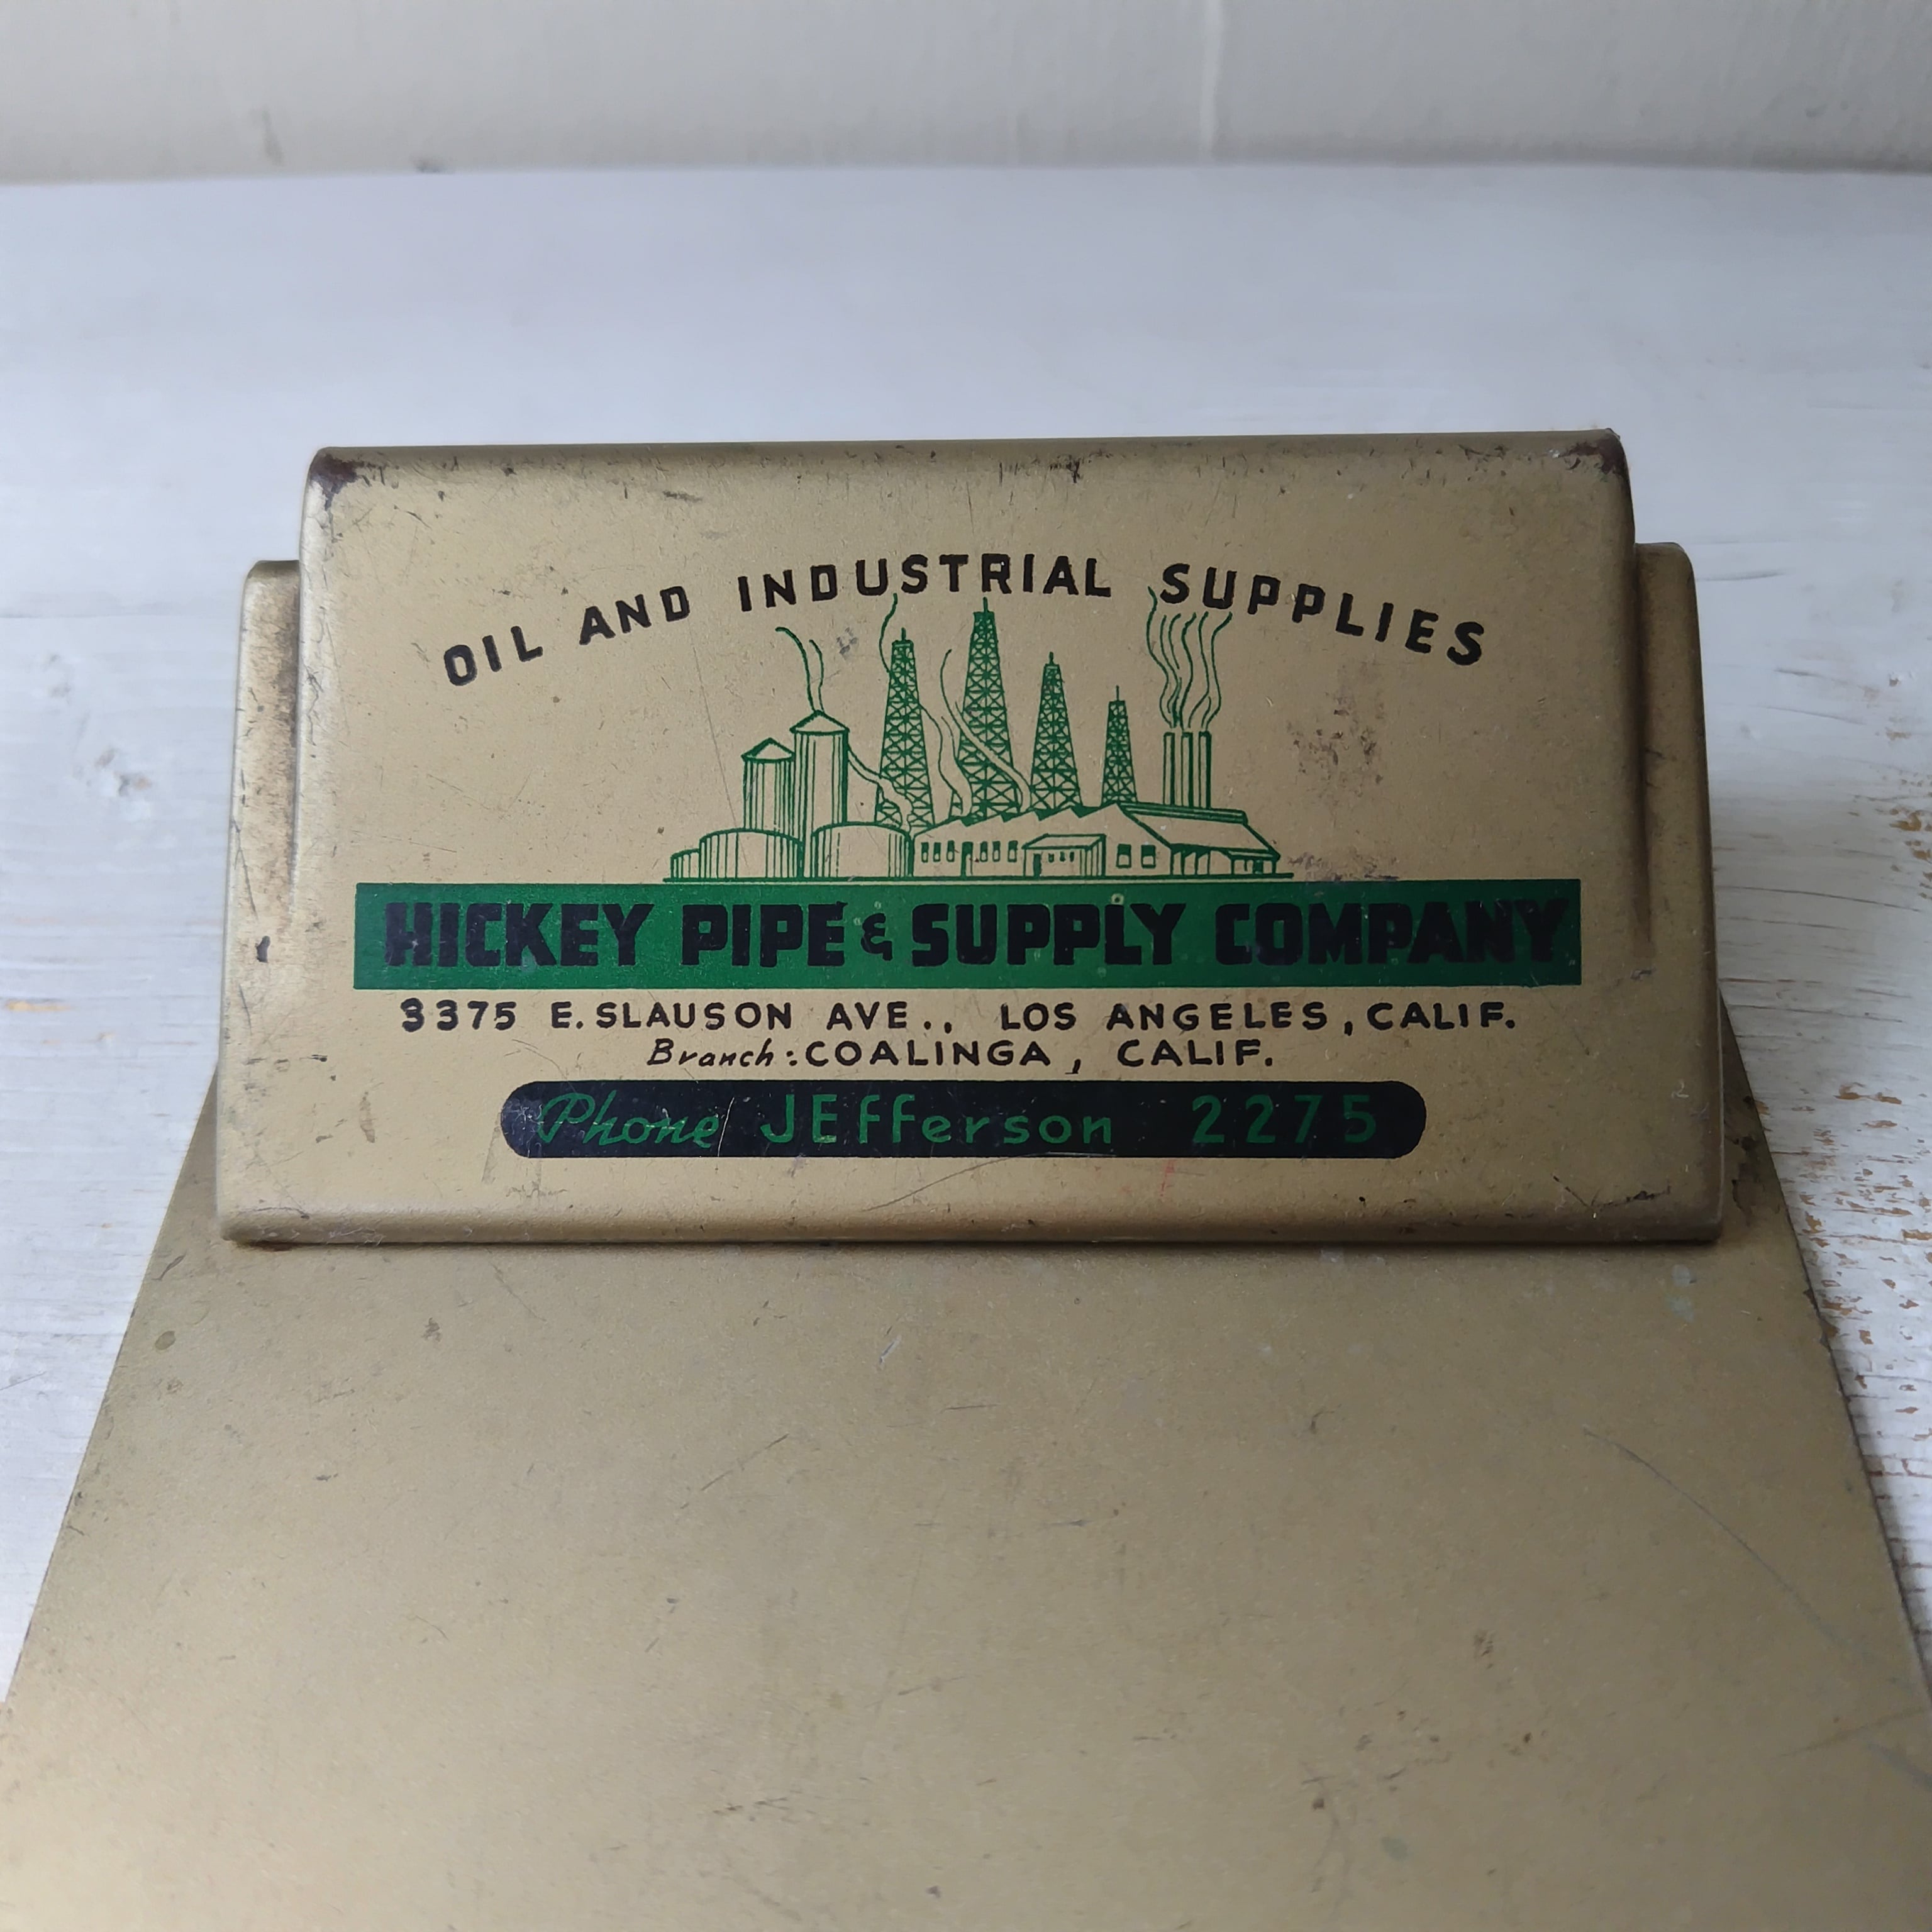 OIL AND INDUSTRIAL SUPPLIES
HICKEY PIPE & SUPPLY COMPANY
3375 E. SLAUSON AVE., LOS ANGELES, CALIF.
Branch: COALINGA, CALIF.
Phone JEfferson 2275